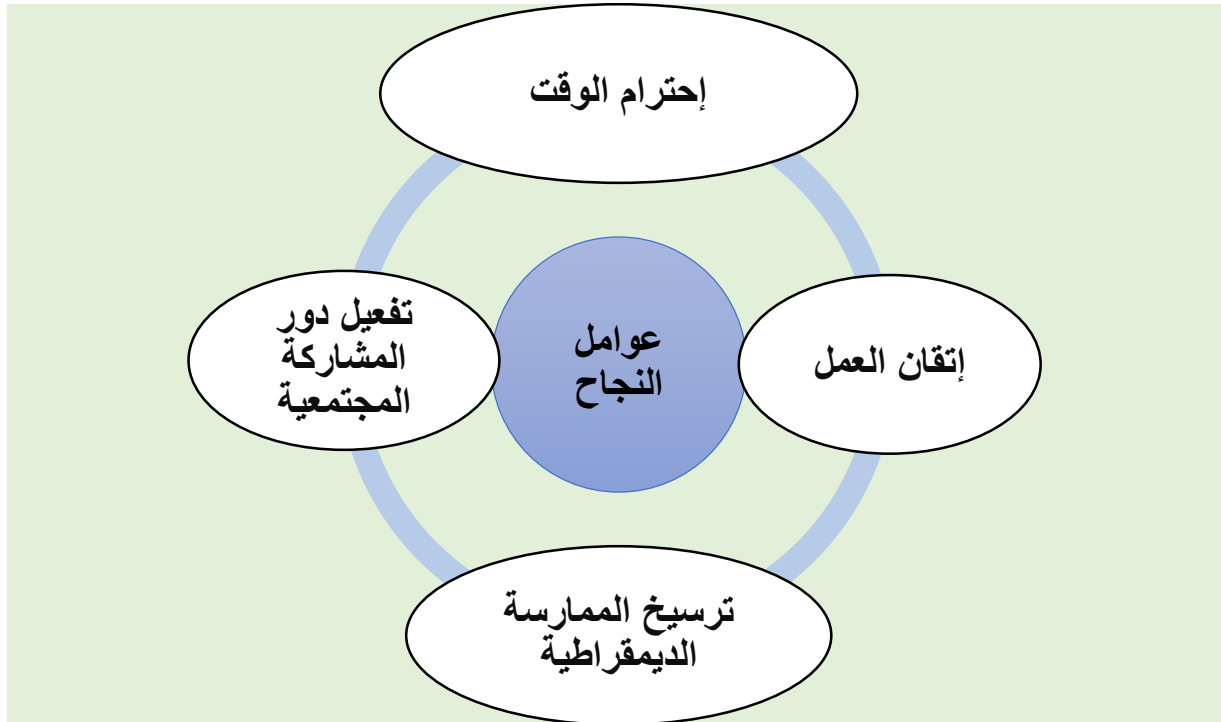 إحترام الوقت
عوامل
النجاح
إتقان العمل
تفعيل دور
المشاركة
المجتمعية
ترسيخ الممارسة
الديمقراطية